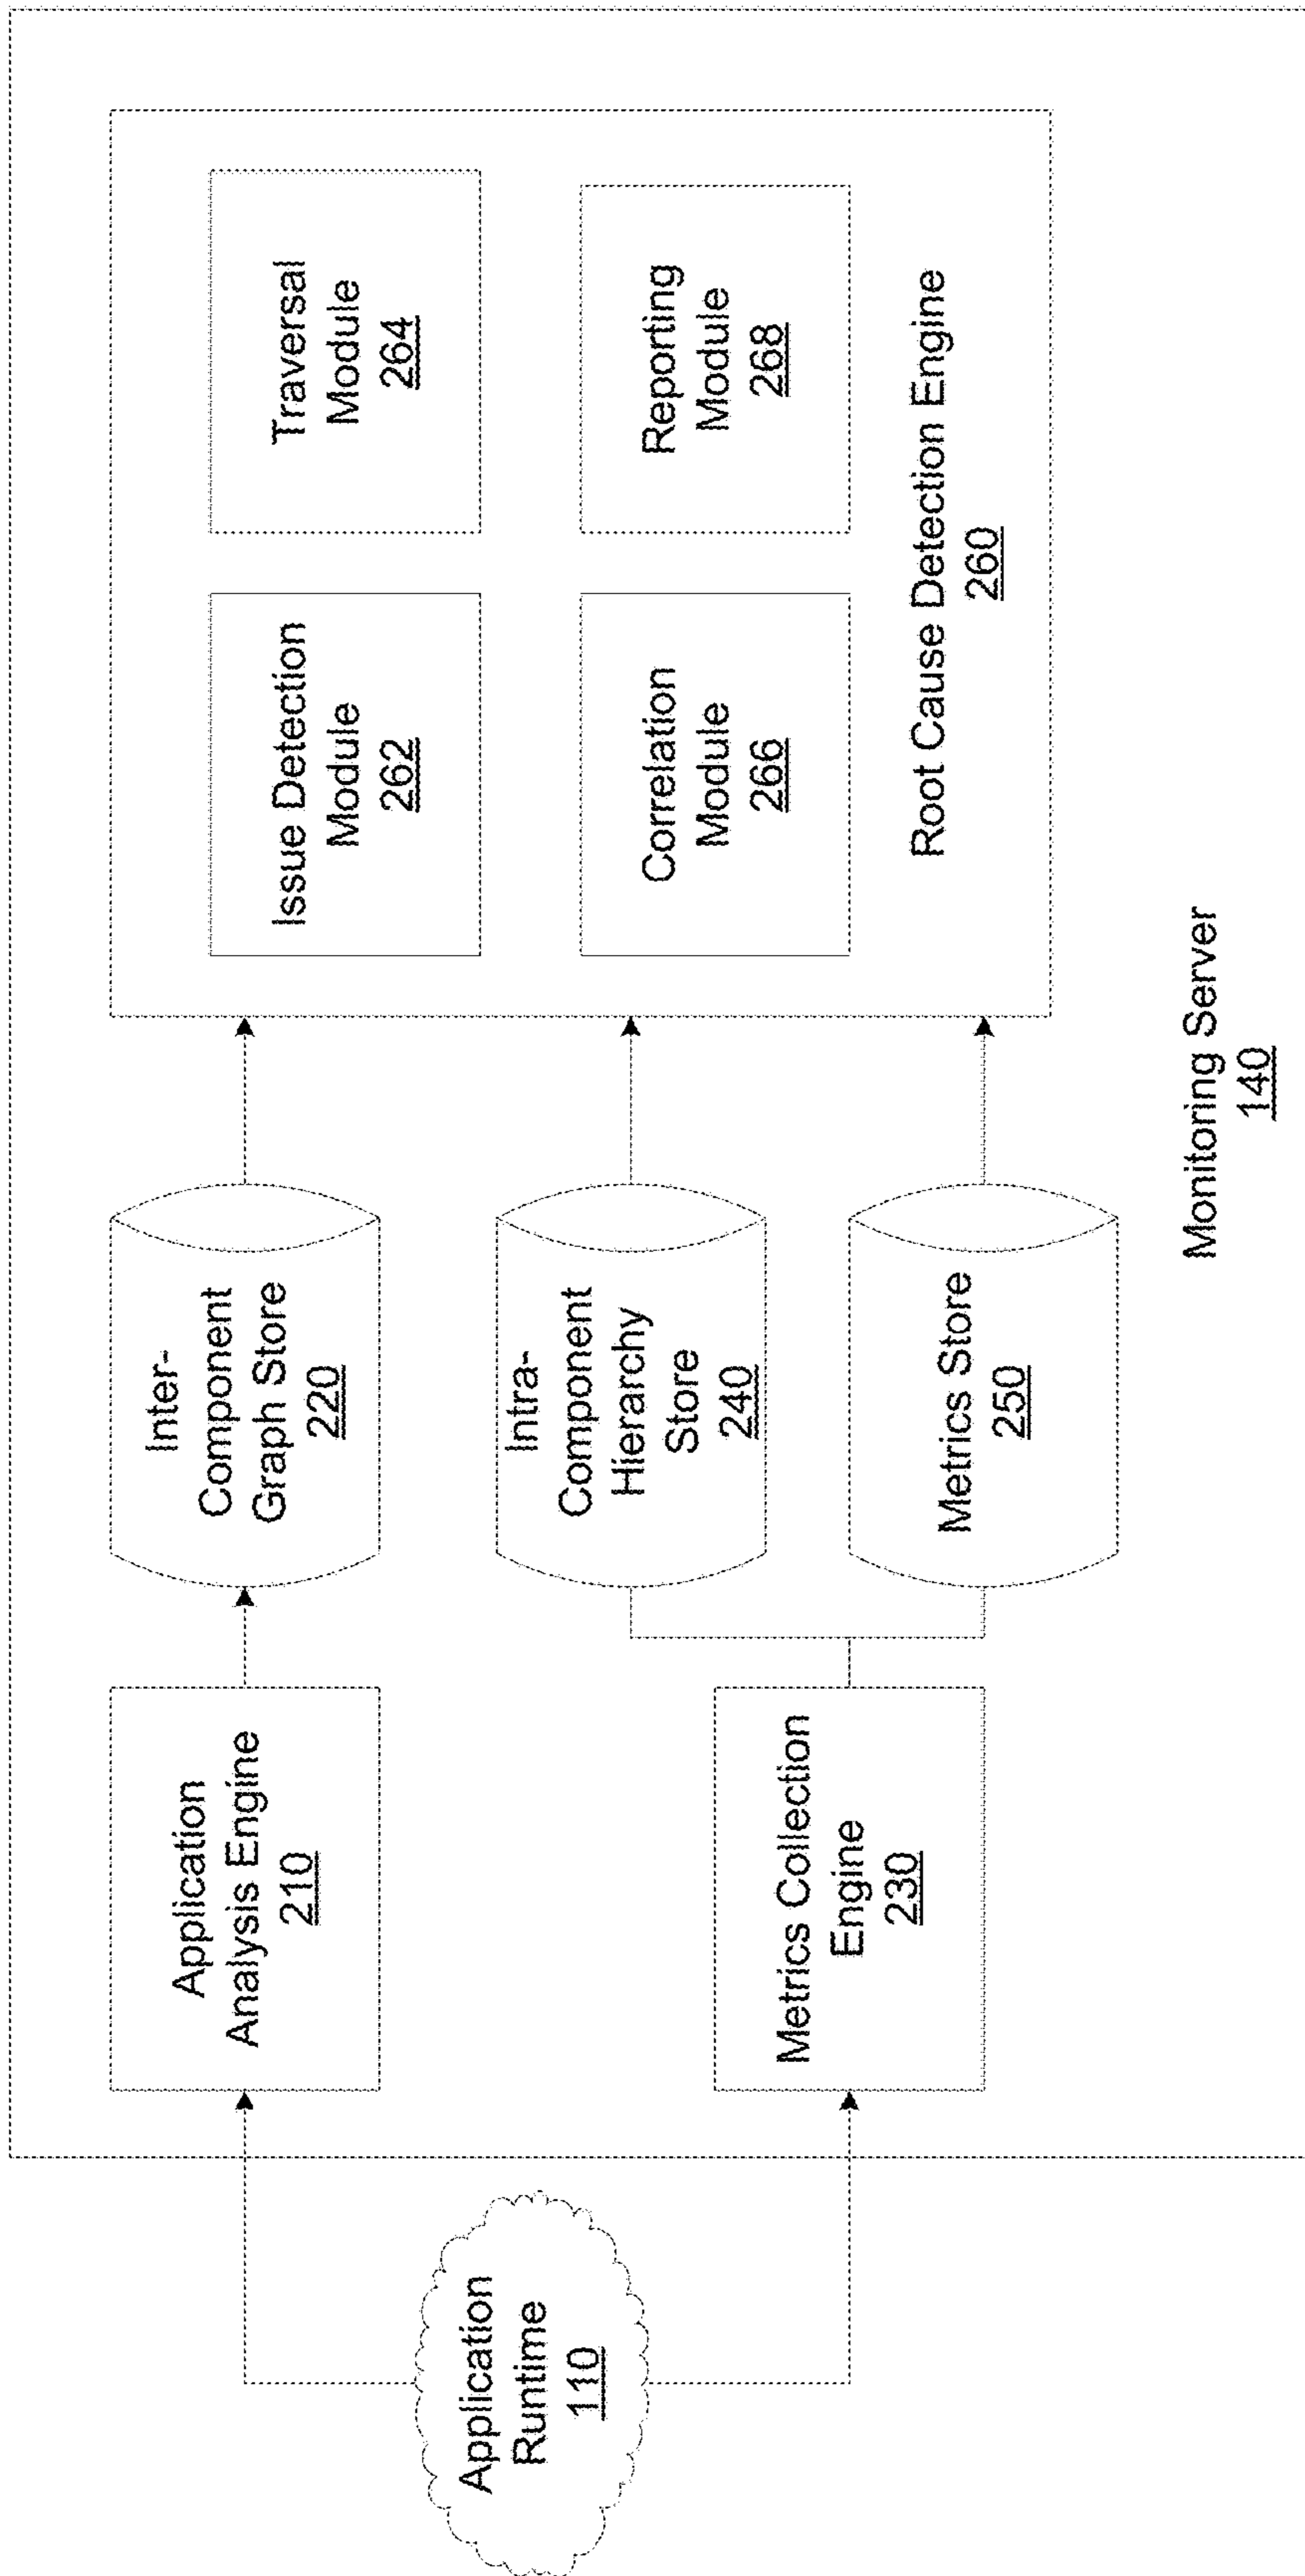 Application
Runtime
110
Application
Analysis Engine
210
Metrics Collection
Engine
230
Inter-
Component
Graph Store
220
Intra-
Component
Hierarchy
Store
240
Metrics Store
250
Issue Detection
Module
262
Traversal
Module
264
Correlation
Module
266
Reporting
Module
268
Root Cause Detection Engine
260
Monitoring Server
140